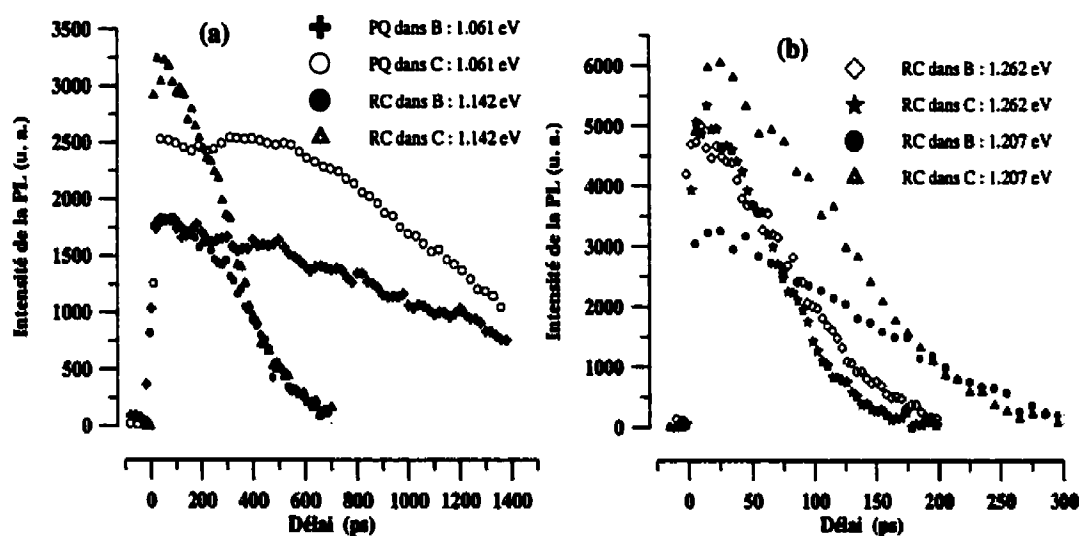 (a)
PQ dans B : 1.061 eV
PQ dans C : 1.061 eV
RC dans B : 1.142 eV
RC dans C : 1.142 eV
Intensité de la PL (u. a.)
3500
3000
2500
2000
1500
1000
500
0
0 200 400 600 800 1000 1200 1400
Délai (ps)
(b)
RC dans B : 1.262 eV
RC dans C : 1.262 eV
RC dans B : 1.207 eV
RC dans C : 1.207 eV
Intensité de la PL (u. a.)
6000
5000
4000
3000
2000
1000
0
0 50 100 150 200 250 300
Délai (ps)